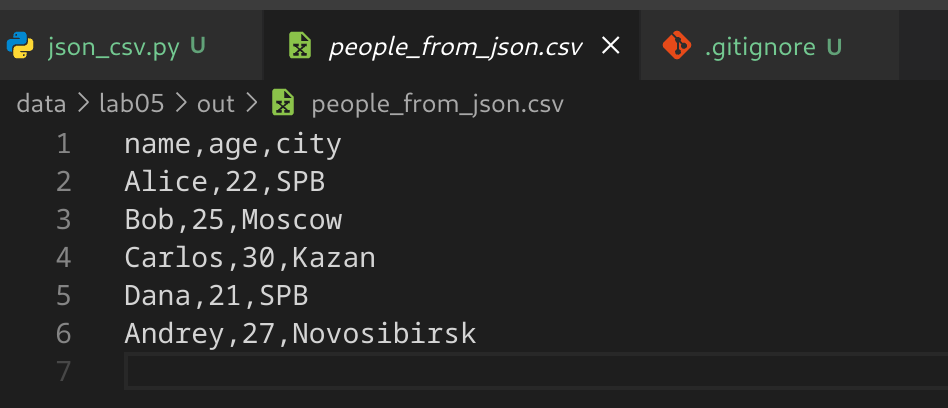 json_csv.py U people_from_json.csv .gitignore U
data > lab05 > out > people_from_json.csv
1 name,age,city
2 Alice,22,SPB
3 Bob,25,Moscow
4 Carlos,30,Kazan
5 Dana,21,SPB
6 Andrey,27,Novosibirsk
7